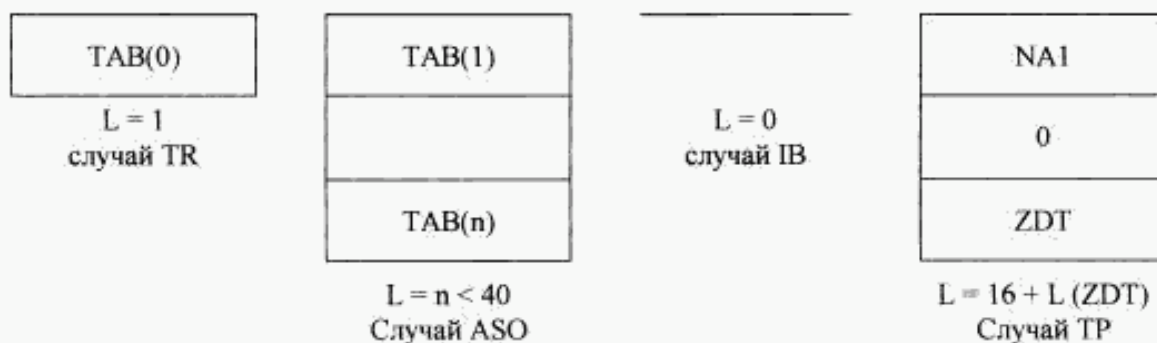 TAB(0)
L = 1
случай TR
TAB(1)
TAB(n)
L = n < 40
Случай ASO
L = 0
случай IB
NA1
0
ZDT
L = 16 + L (ZDT)
Случай TP